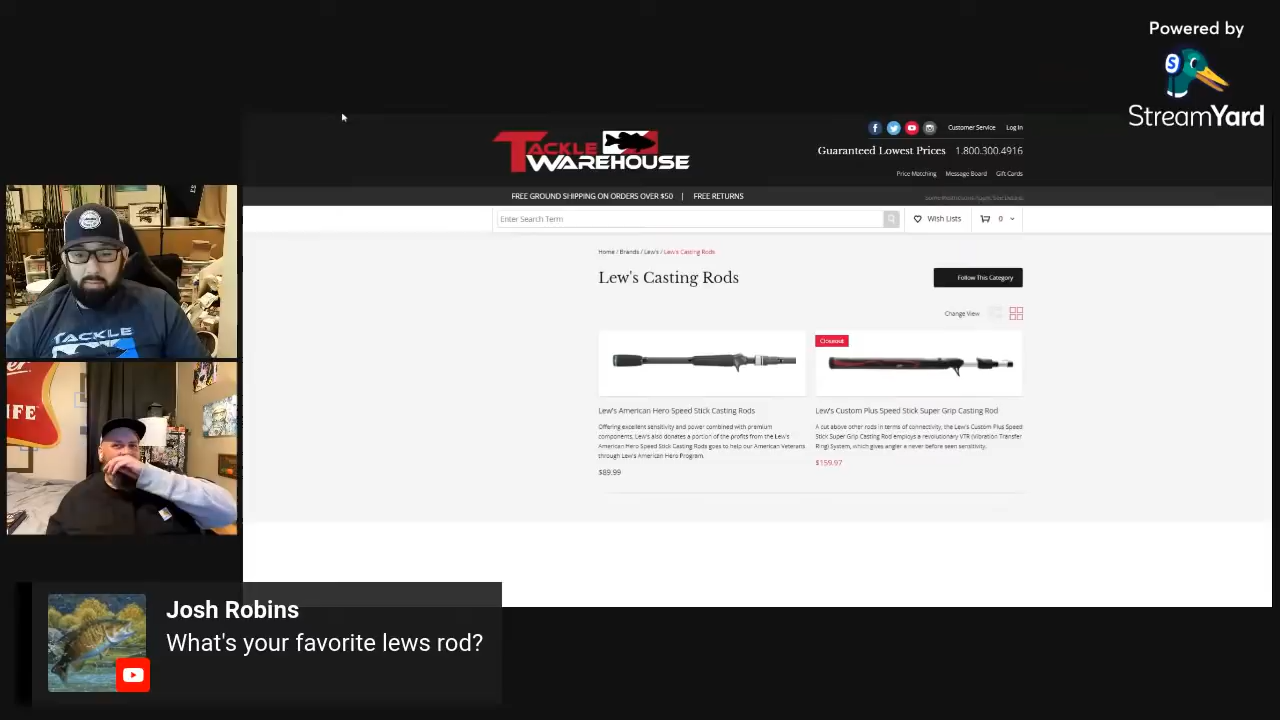 Powered by
S
StreamYard
TACKLE
WAREHOUSE
Customer Service
Log In
Guaranteed Lowest Prices 1.800.300.4916
Price Matching Message Board Gift Cards
FREE GROUND SHIPPING ON ORDERS OVER $50 | FREE RETURNS
Enter Search Term
Wish Lists
0
Home / Brands / Lew's / Lew's Casting Rods
Lew's Casting Rods
Follow This Category
Change View
Closeout
Lew's American Hero Speed Stick Casting Rods
Offering excellent sensitivity and power combined with premium
components, Lew's also donates a portion of the profits from the Lew's
American Hero Speed Stick Casting Rods goes to help our American Veterans
through Lew's American Hero Program.
$89.99
Lew's Custom Plus Speed Stick Super Grip Casting Rod
A cut above other rods in terms of connectivity, the Lew's Custom Plus Speed
Stick Super Grip Casting Rod employs a revolutionary VTR (Vibration Transfer
Ring) System, which gives angler a never before seen sensitivity.
$159.97
TACKLE
IFE
Josh Robins
What's your favorite lews rod?